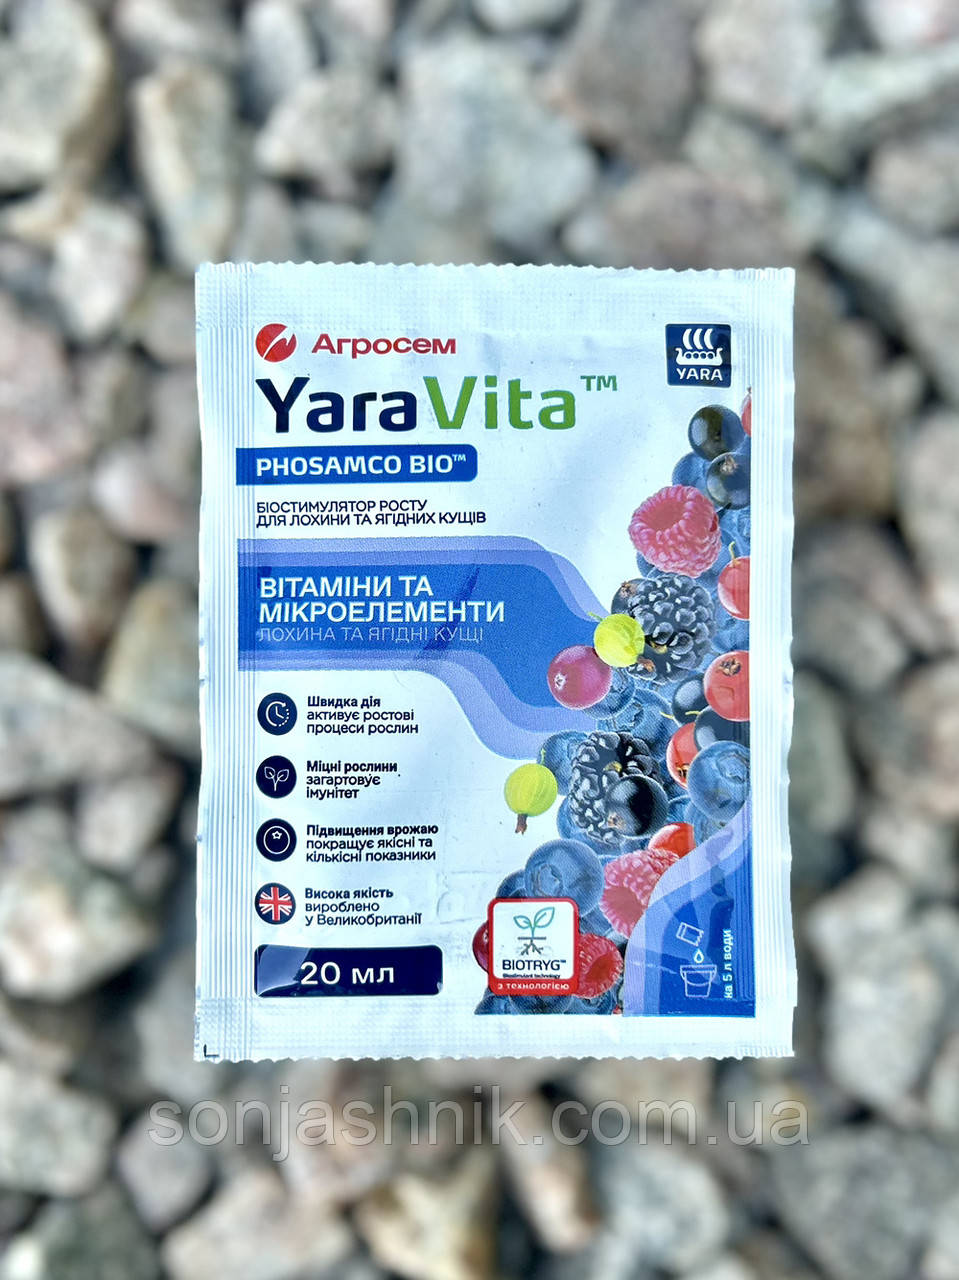 Агросем
YARA
YaraVita™
PHOSAMCO BIO™
БІОСТИМУЛЯТОР РОСТУ
ДЛЯ ЛОХИНИ ТА ЯГІДНИХ КУЩІВ
ВІТАМІНИ ТА
МІКРОЕЛЕМЕНТИ
ЛОХИНА ТА ЯГІДНІ КУЩІ
Швидка дія
активує ростові
процеси рослин
Міцні рослини
загартовує
імунітет
Підвищення врожаю
покращує якісні та
кількісні показники
Висока якість
вироблено
у Великобританії
20 мл
BIOTRYG™
Biostimulant technology
з технологією
на 5 л води
sonjashnik.com.ua